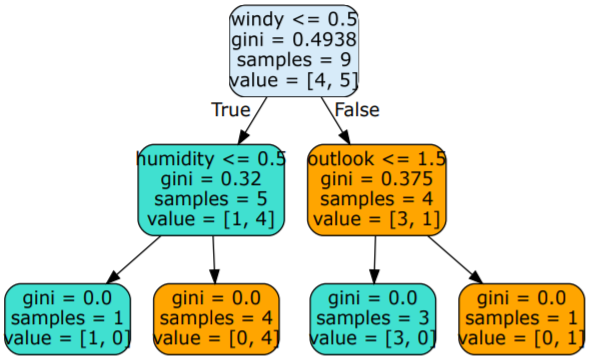 windy <= 0.5
gini = 0.4938
samples = 9
value = [4, 5]
True
False
humidity <= 0.5
gini = 0.32
samples = 5
value = [1, 4]
outlook <= 1.5
gini = 0.375
samples = 4
value = [3, 1]
gini = 0.0
samples = 1
value = [1, 0]
gini = 0.0
samples = 4
value = [0, 4]
gini = 0.0
samples = 3
value = [3, 0]
gini = 0.0
samples = 1
value = [0, 1]